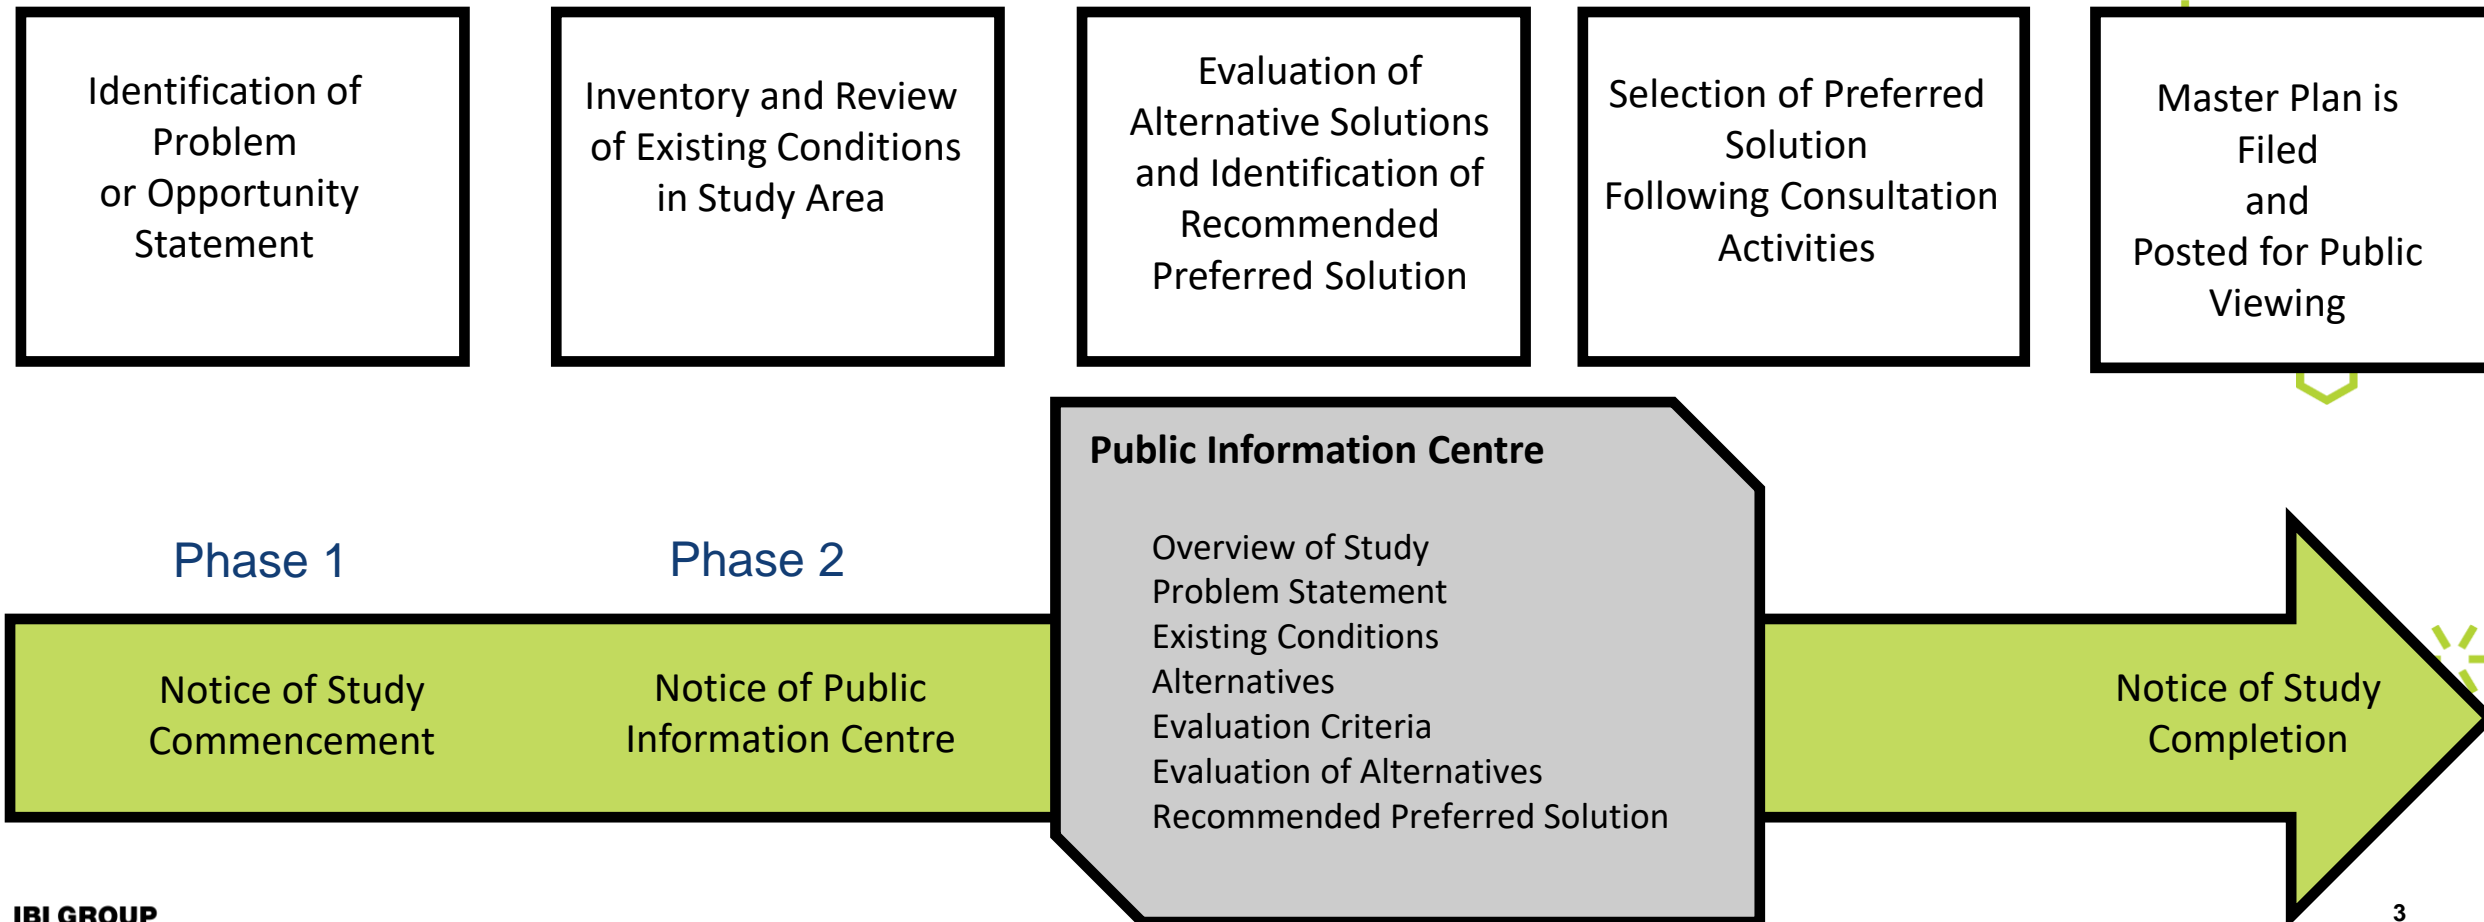 Identification of
Problem
or Opportunity
Statement
Inventory and Review
of Existing Conditions
in Study Area
Evaluation of
Alternative Solutions
and Identification of
Recommended
Preferred Solution
Selection of Preferred
Solution
Following Consultation
Activities
Master Plan is
Filed
and
Posted for Public
Viewing
Phase 1
Phase 2
Notice of Study
Commencement
Notice of Public
Information Centre
Public Information Centre
Overview of Study
Problem Statement
Existing Conditions
Alternatives
Evaluation Criteria
Evaluation of Alternatives
Recommended Preferred Solution
Notice of Study
Completion
IBI GROUP
3